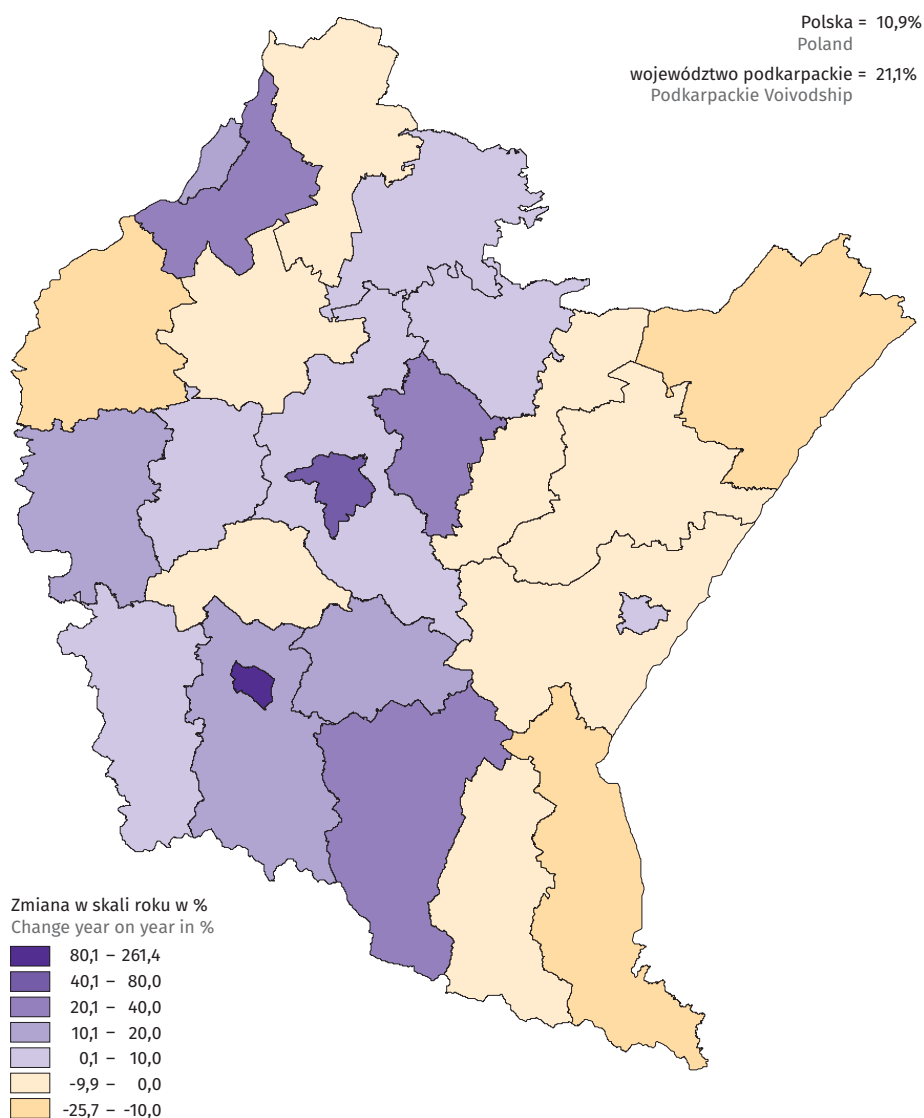 Polska = 10,9%
Poland
województwo podkarpackie = 21,1%
Podkarpackie Voivodship
Zmiana w skali roku w %
Change year on year in %
80,1 – 261,4
40,1 – 80,0
20,1 – 40,0
10,1 – 20,0
0,1 – 10,0
-9,9 – 0,0
-25,7 – -10,0